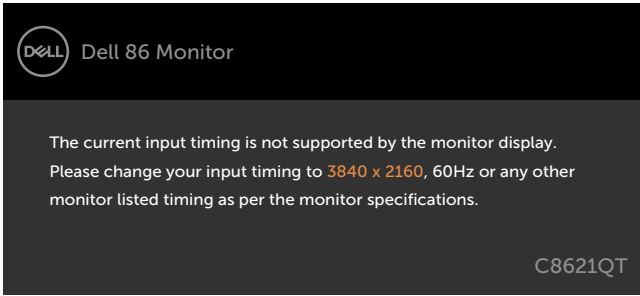 DELL
Dell 86 Monitor
The current input timing is not supported by the monitor display.
Please change your input timing to 3840 x 2160, 60Hz or any other
monitor listed timing as per the monitor specifications.
C8621QT